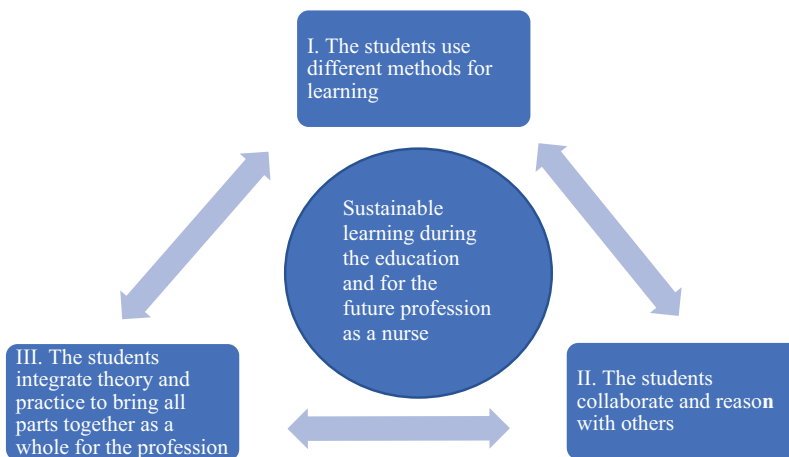 I. The students use
different methods for
learning
Sustainable
learning during
the education
and for the
future profession
as a nurse
III. The students
integrate theory and
practice to bring all
parts together as a
whole for the profession
II. The students
collaborate and reason
with others